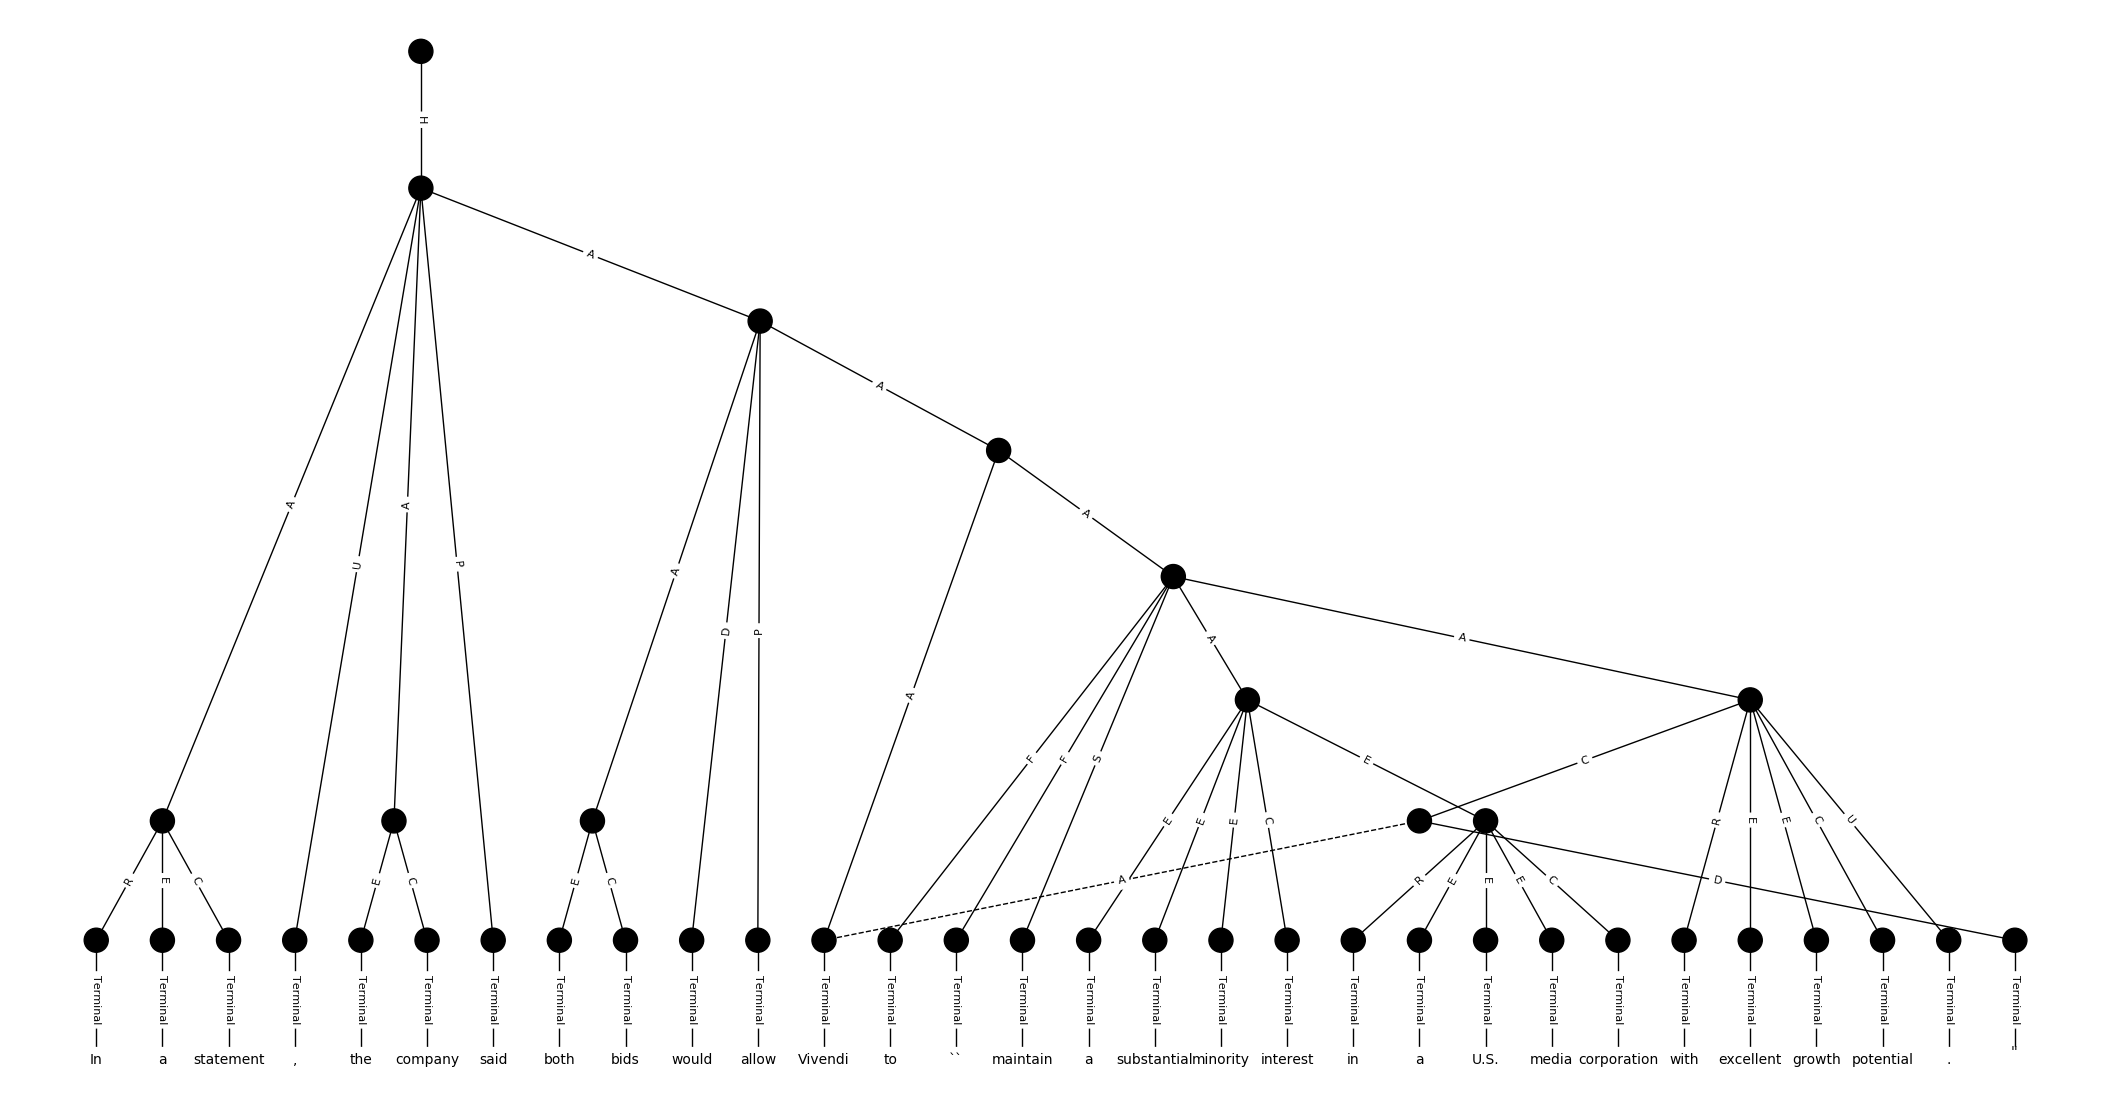 H
A
A
A
A
U
A
P
A
D
P
A
A
A
F
F
S
E
C
R
E
C
E
C
E
C
E
E
E
C
R
E
E
C
U
A
R
E
E
E
C
D
Terminal Terminal Terminal Terminal Terminal Terminal Terminal Terminal Terminal Terminal Terminal Terminal Terminal Terminal Terminal Terminal Terminal Terminal Terminal Terminal Terminal Terminal Terminal Terminal Terminal Terminal Terminal Terminal Terminal Terminal
In a statement , the company said both bids would allow Vivendi to `` maintain a substantial minority interest in a U.S. media corporation with excellent growth potential . "